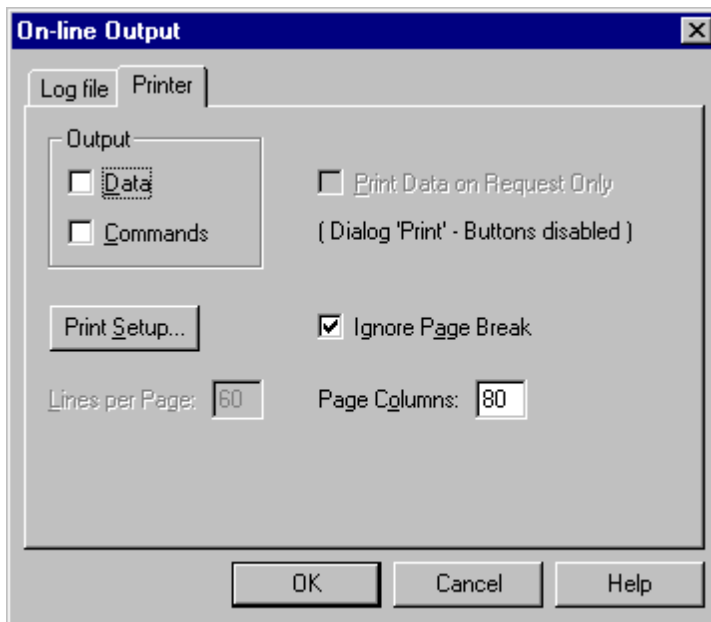 On-line Output
Log file
Printer
Output
Data
Print Data on Request Only
Commands
( Dialog 'Print' - Buttons disabled )
Print Setup...
Ignore Page Break
Lines per Page: 60
Page Columns: 80
OK
Cancel
Help